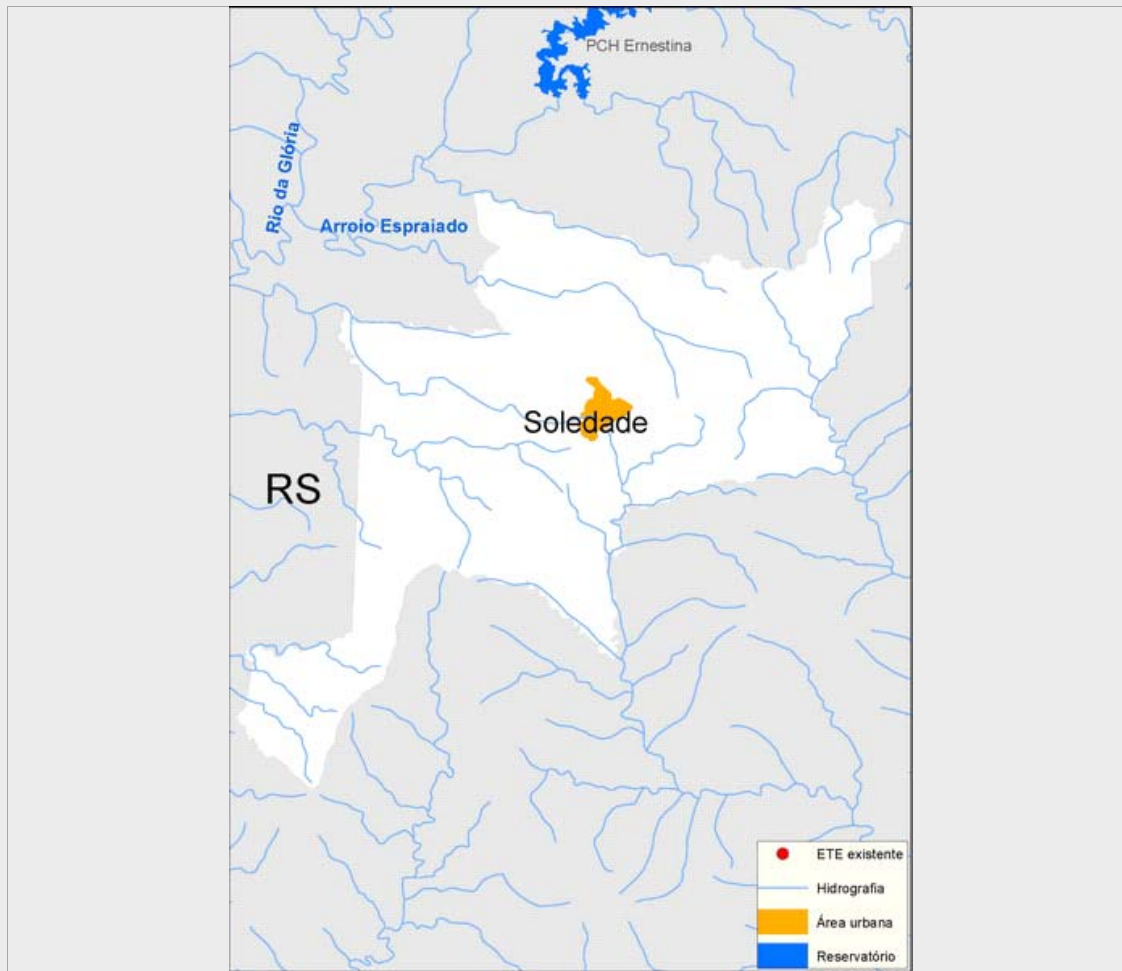 PCH Ernestina
Rio da Glória
Arroio Espraiado
Soledade
RS
ETE existente
Hidrografia
Área urbana
Reservatório